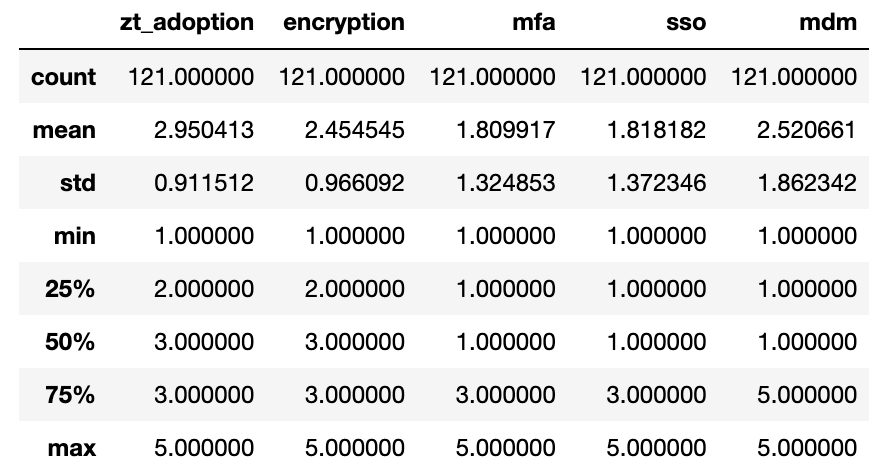 zt_adoption encryption mfa sso mdm
count 121.000000 121.000000 121.000000 121.000000 121.000000
mean 2.950413 2.454545 1.809917 1.818182 2.520661
std 0.911512 0.966092 1.324853 1.372346 1.862342
min 1.000000 1.000000 1.000000 1.000000 1.000000
25% 2.000000 2.000000 1.000000 1.000000 1.000000
50% 3.000000 3.000000 1.000000 1.000000 1.000000
75% 3.000000 3.000000 3.000000 3.000000 5.000000
max 5.000000 5.000000 5.000000 5.000000 5.000000